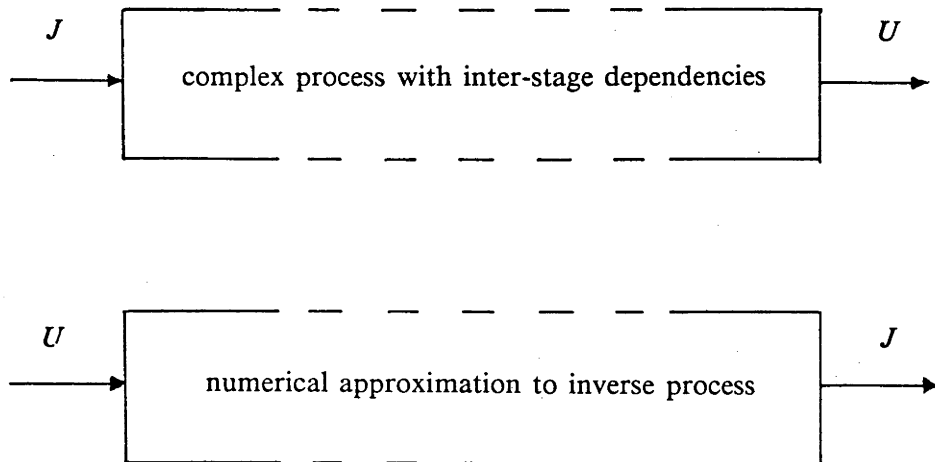 J
U
complex process with inter-stage dependencies
U
J
numerical approximation to inverse process